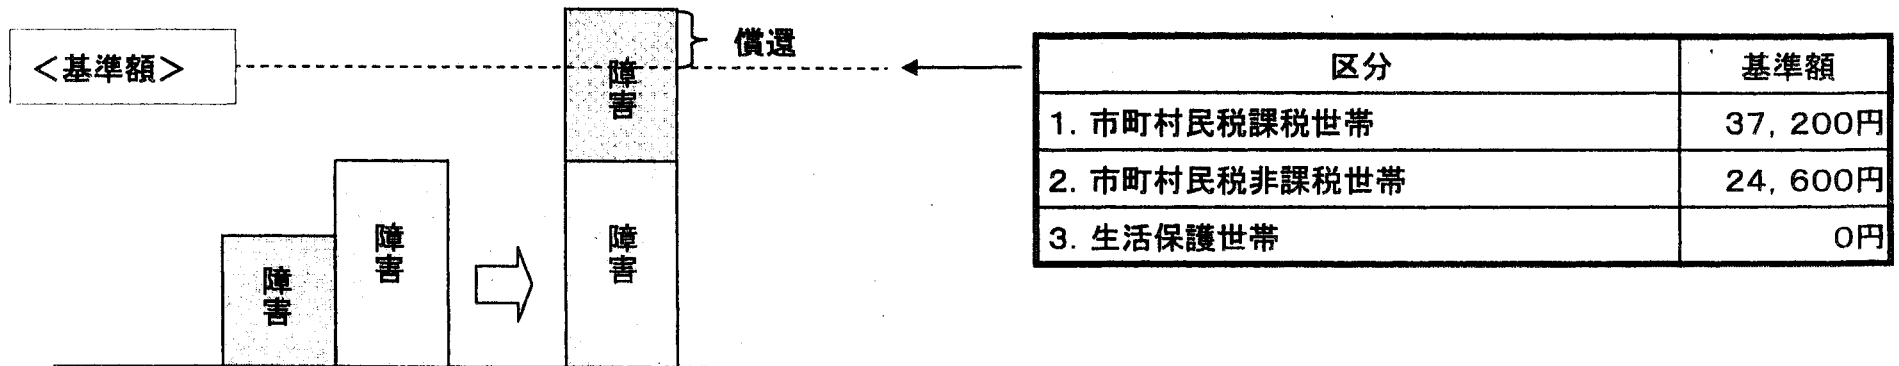 <基準額>
償還
障害
障害
障害
障害
区分 基準額
1. 市町村民税課税世帯 37,200円
2. 市町村民税非課税世帯 24,600円
3. 生活保護世帯 0円